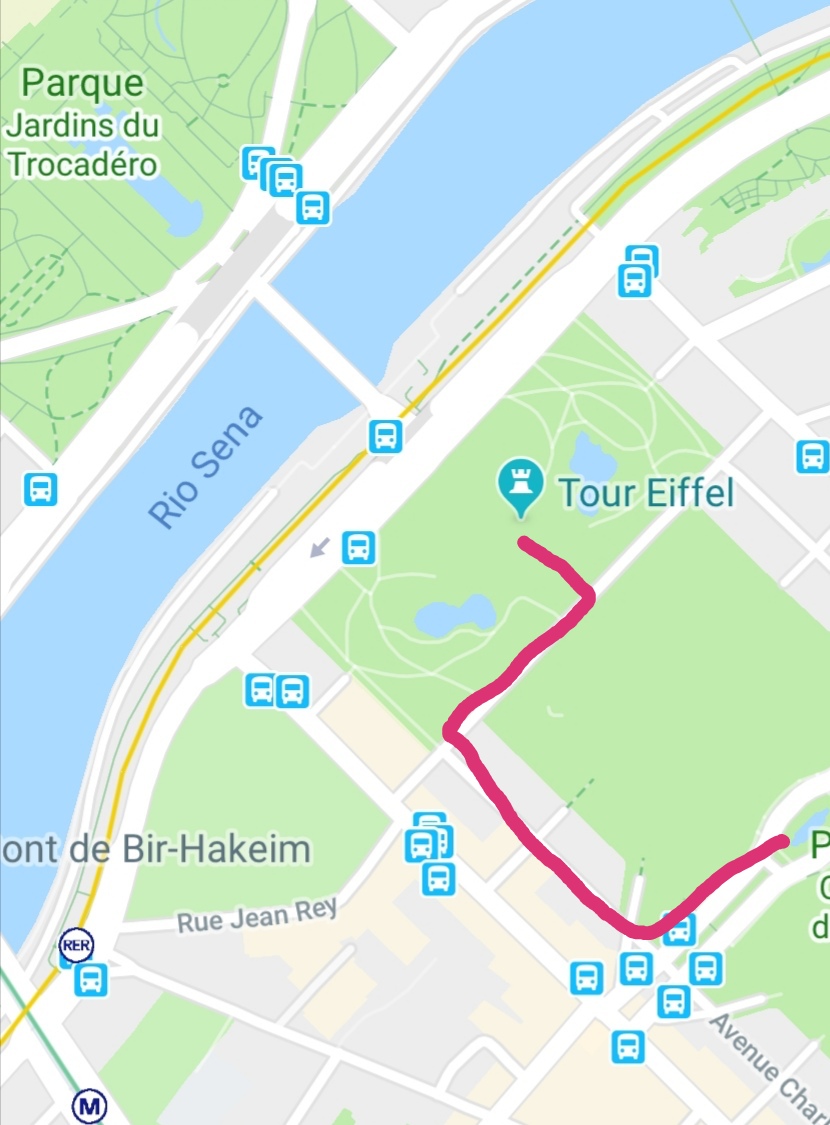 Parque
Jardins du
Trocadéro
Rio Sena
Tour Eiffel
ont de Bir-Hakeim
Rue Jean Rey
RER
P
d
Avenue Char
M